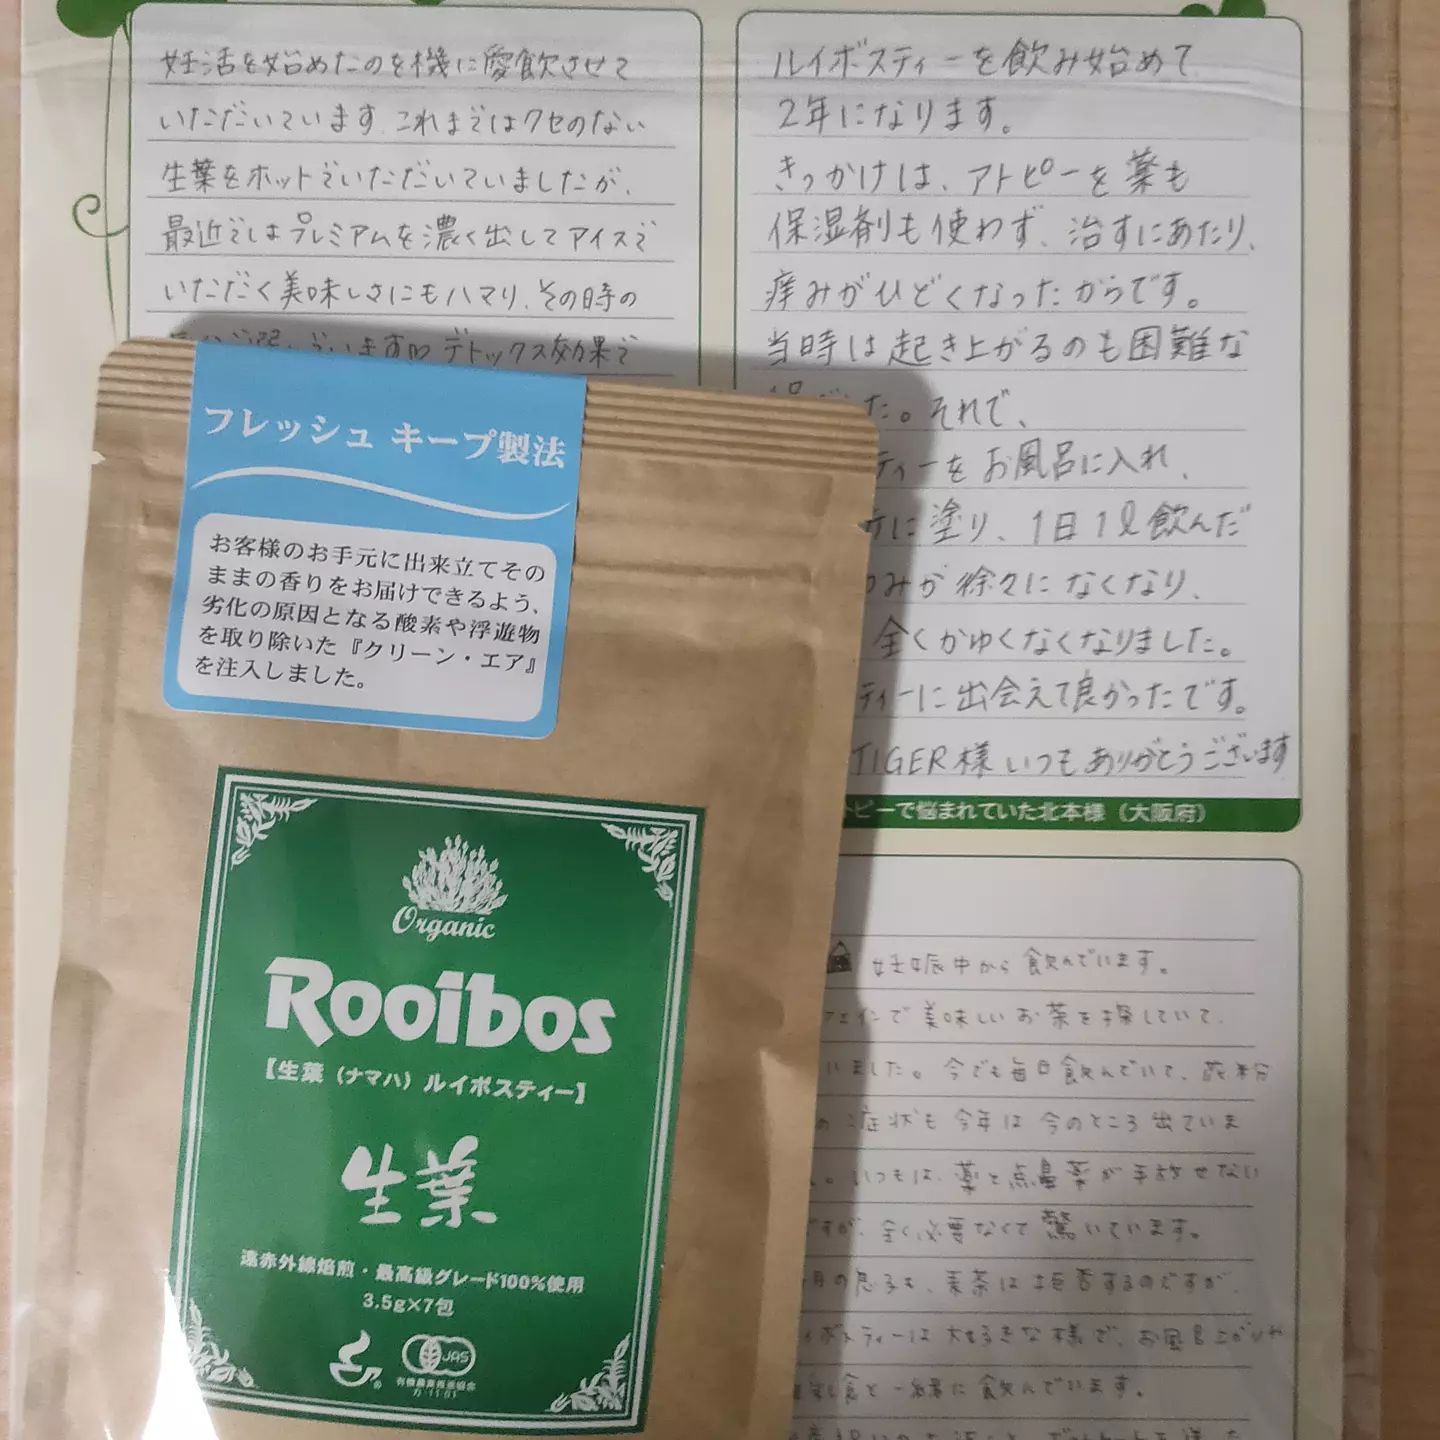 妊活を始めたのを機に愛飲させて
いただいています。これまではクセのない
生葉をホットでいただいていましたが、
最近ではプレミアムを濃く出してアイスで
いただく美味しさにもハマり、その時の
デトックス効果で
ルイボスティーを飲み始めて
2年になります。
きっかけは、アトピーを薬も
保湿剤も使わず、治すにあたり、
痒みがひどくなったからです。
当時は起き上がるのも困難な
た。それで、
ティーをお風呂に入れ、
に塗り、1日1ℓ飲んだ
みが徐々になくなり、
全くかゆくなくなりました。
ティーに出会えて良かったです。
TIGER様いつもありがとうございます
ピーで悩まれていた北本様（大阪府）
フレッシュ キープ製法
お客様のお手元に出来立てその
ままの香りをお届けできるよう、
劣化の原因となる酸素や浮遊物
を取り除いた『クリーン・エア』
を注入しました。
Organic
Rooibos
【生葉（ナマハ）ルイボスティー】
生葉
遠赤外線焙煎・最高級グレード100%使用
3.5g×7包
JAS
妊娠中から飲んでいます。
フェインで美味しいお茶を探していて、
いました。今でも毎日飲んでいて、花粉
の症状も今年は今のところ出ていま
。いつもは、薬と点鼻薬が手放せない
ですが、全く必要なくて驚いています。
月の息子も、麦茶は拒否するのですが、
イボスティーは大好きな様で、お風呂上がりや
食と一緒に飲んでいます。